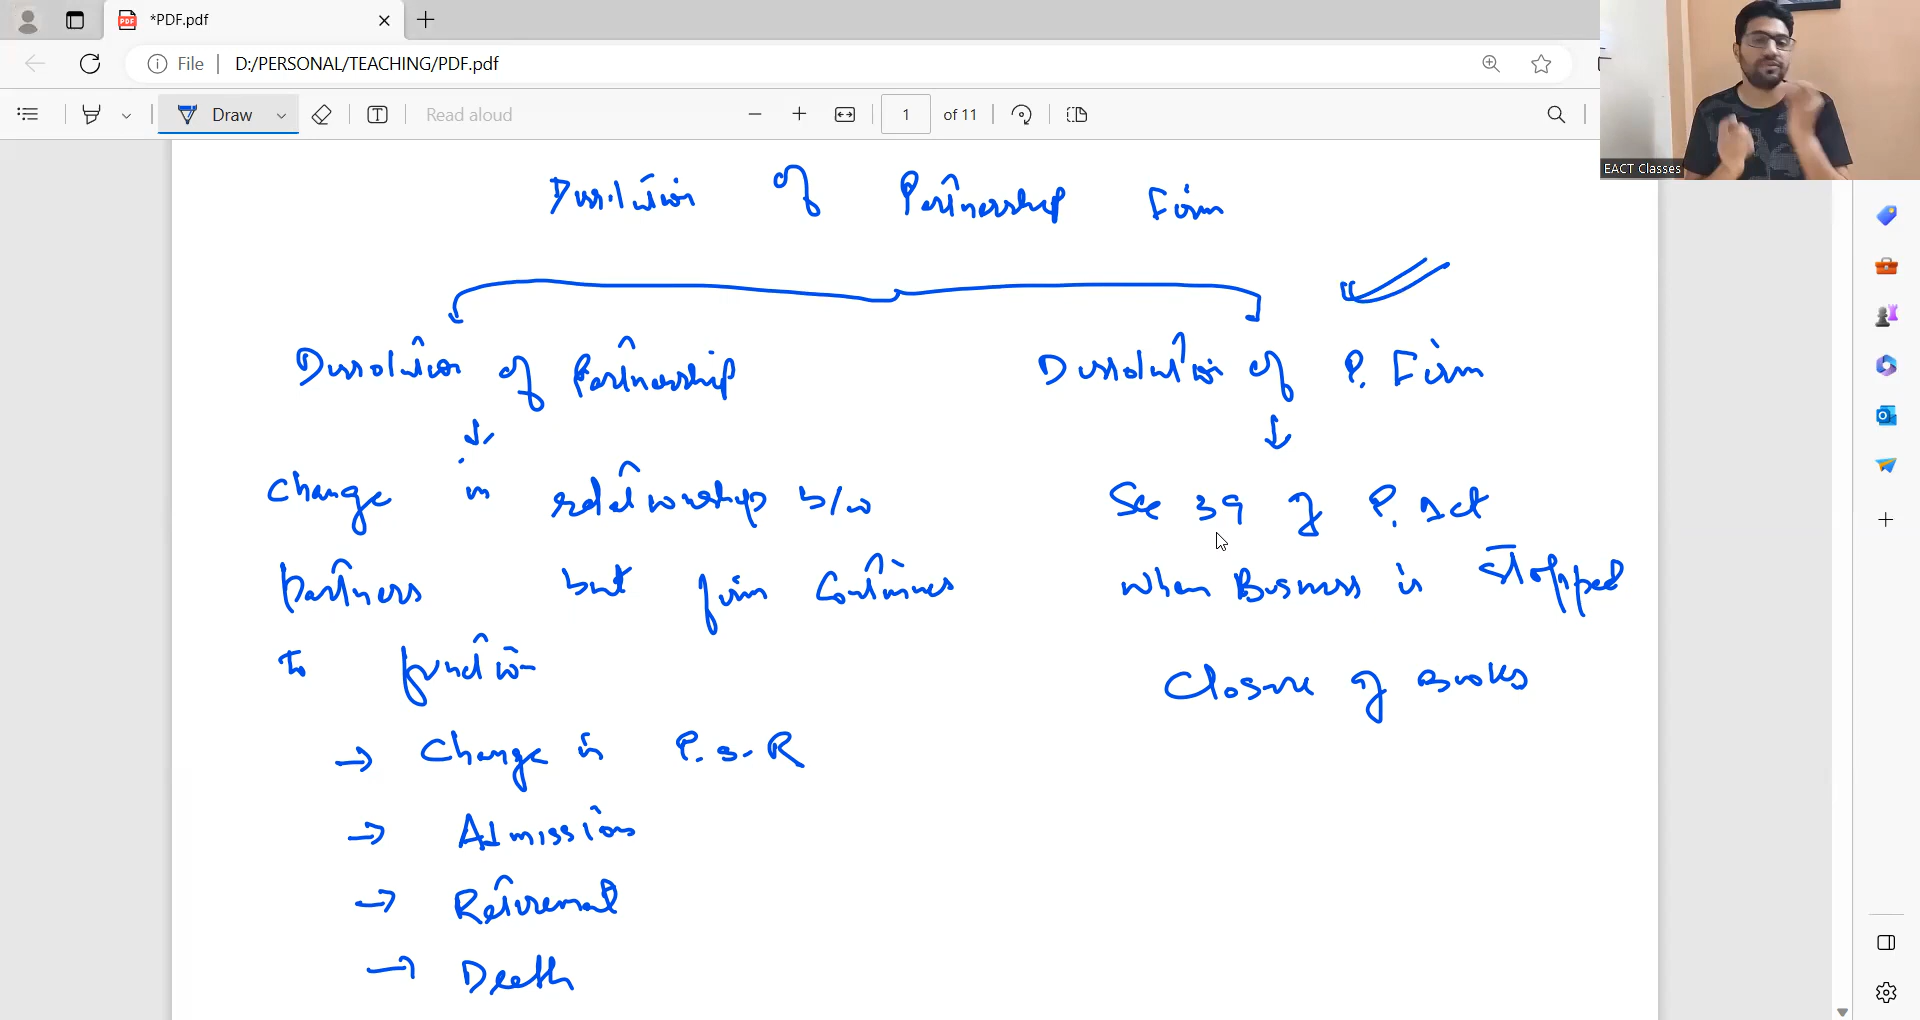 *PDF.pdf
File D:/PERSONAL/TEACHING/PDF.pdf
Draw Read aloud 1 of 11
EACT Classes
Dissolution of Partnership Firm
Dissolution of Partnership
Dissolution of P. Firm
Change in relationship b/w
Partners but firm Continues
to function
→ Change in P.S.R
→ Admission
→ Retirement
→ Death
Sec 39 of P. Act
When Business is Stopped
Closure of Books